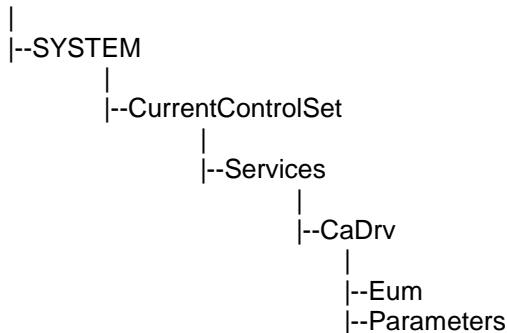 |
|--SYSTEM
|
|--CurrentControlSet
|
|--Services
|
|--CaDrv
|
|--Eum
|--Parameters